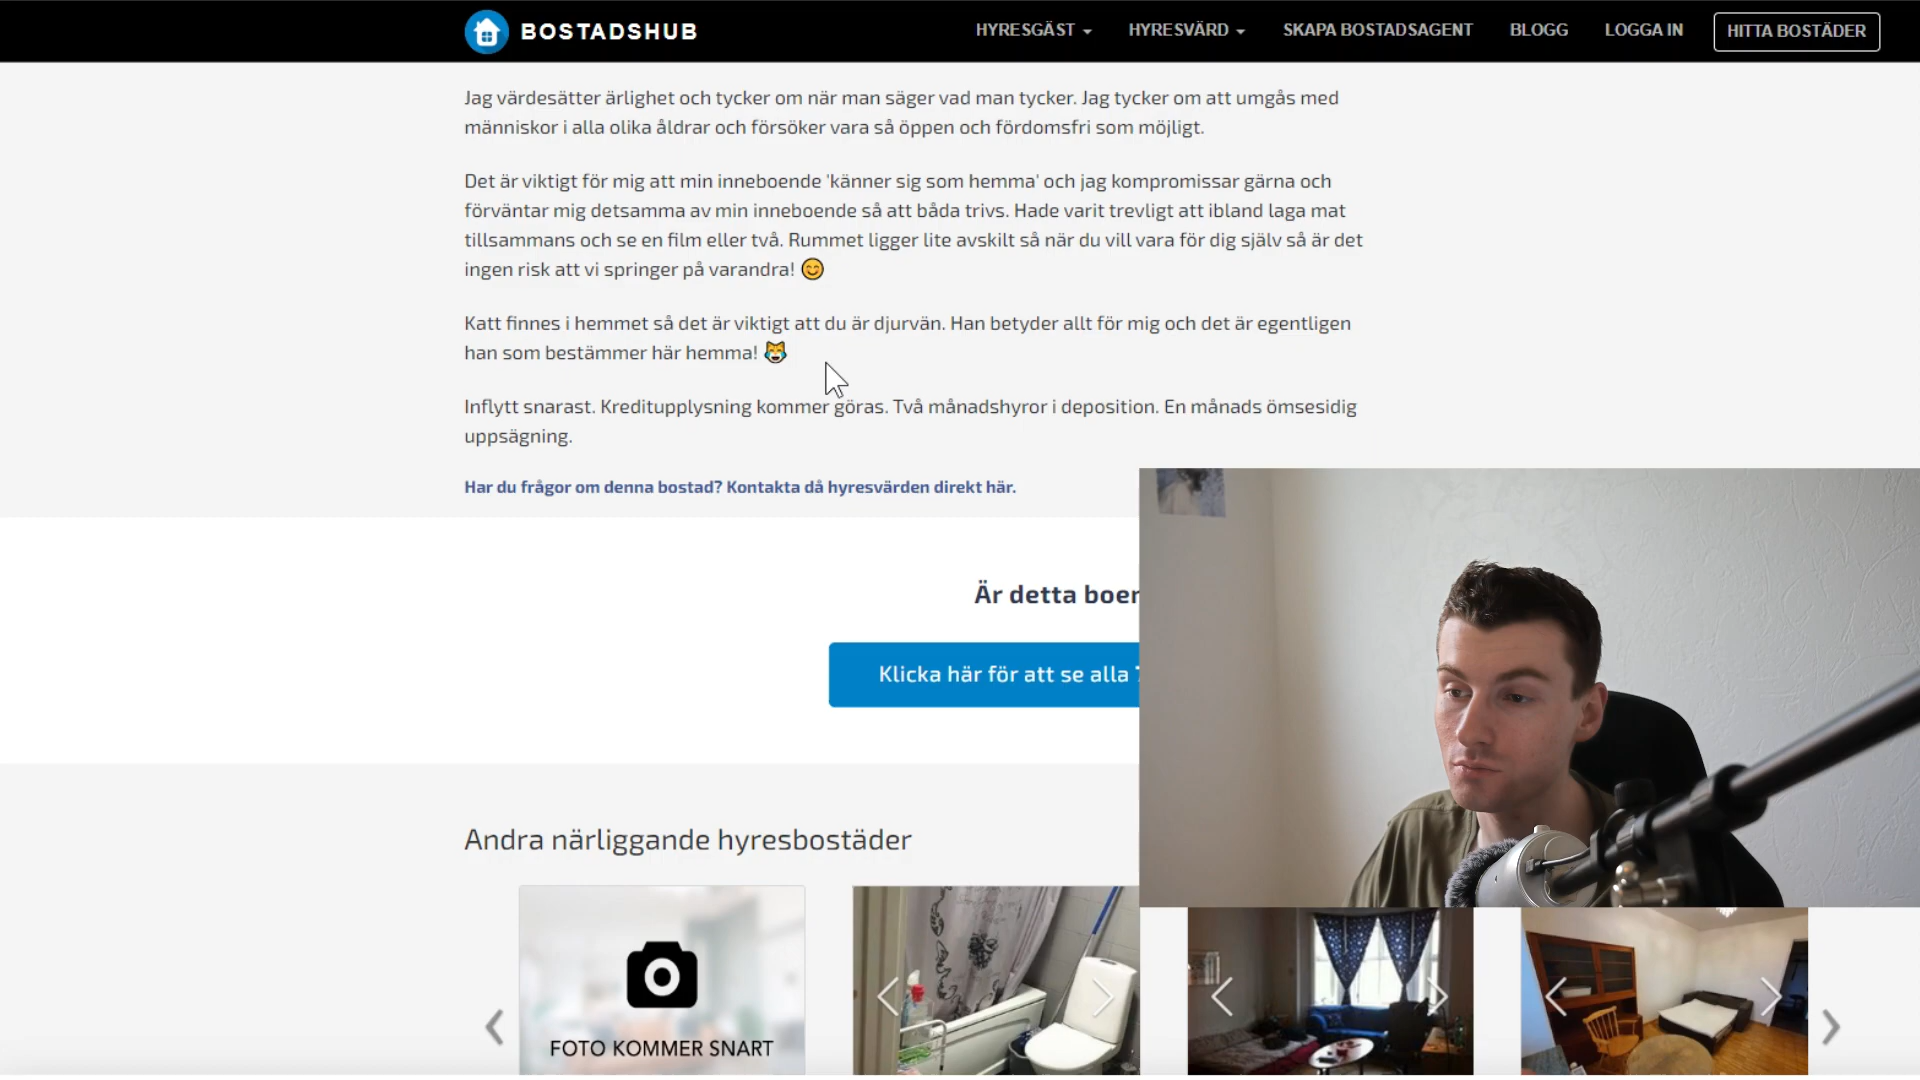 BOSTADSHUB
HYRESGÄST
HYRESVÄRD
SKAPA BOSTADSAGENT
BLOGG
LOGGA IN
HITTA BOSTÄDER
Jag värdesätter ärlighet och tycker om när man säger vad man tycker. Jag tycker om att umgås med
människor i alla olika åldrar och försöker vara så öppen och fördomsfri som möjligt.
Det är viktigt för mig att min inneboende 'känner sig som hemma' och jag kompromissar gärna och
förväntar mig detsamma av min inneboende så att båda trivs. Hade varit trevligt att ibland laga mat
tillsammans och se en film eller två. Rummet ligger lite avskilt så när du vill vara för dig själv så är det
ingen risk att vi springer på varandra! 😊
Katt finnes i hemmet så det är viktigt att du är djurvän. Han betyder allt för mig och det är egentligen
han som bestämmer här hemma! 😹
Inflytt snarast. Kreditupplysning kommer göras. Två månadshyror i deposition. En månads ömsesidig
uppsägning.
Har du frågor om denna bostad? Kontakta då hyresvärden direkt här.
Är detta boen
Klicka här för att se alla
Andra närliggande hyresbostäder
FOTO KOMMER SNART